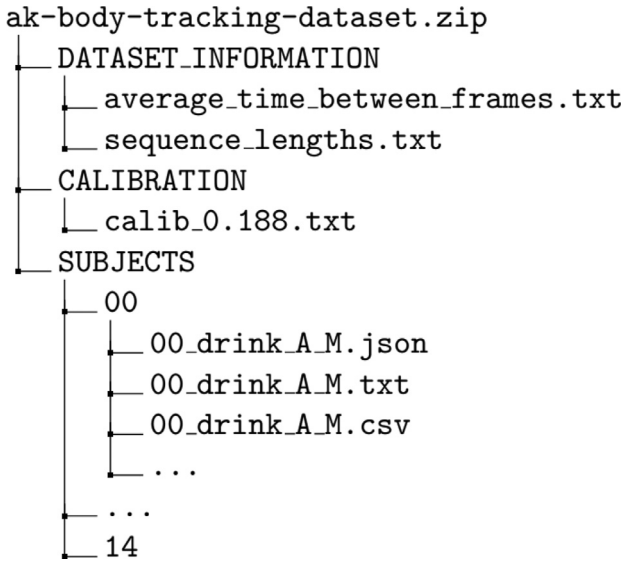 ak-body-tracking-dataset.zip
DATASET_INFORMATION
average_time_between_frames.txt
sequence_lengths.txt
CALIBRATION
calib_0.188.txt
SUBJECTS
00
00_drink_A_M.json
00_drink_A_M.txt
00_drink_A_M.csv
...
...
14